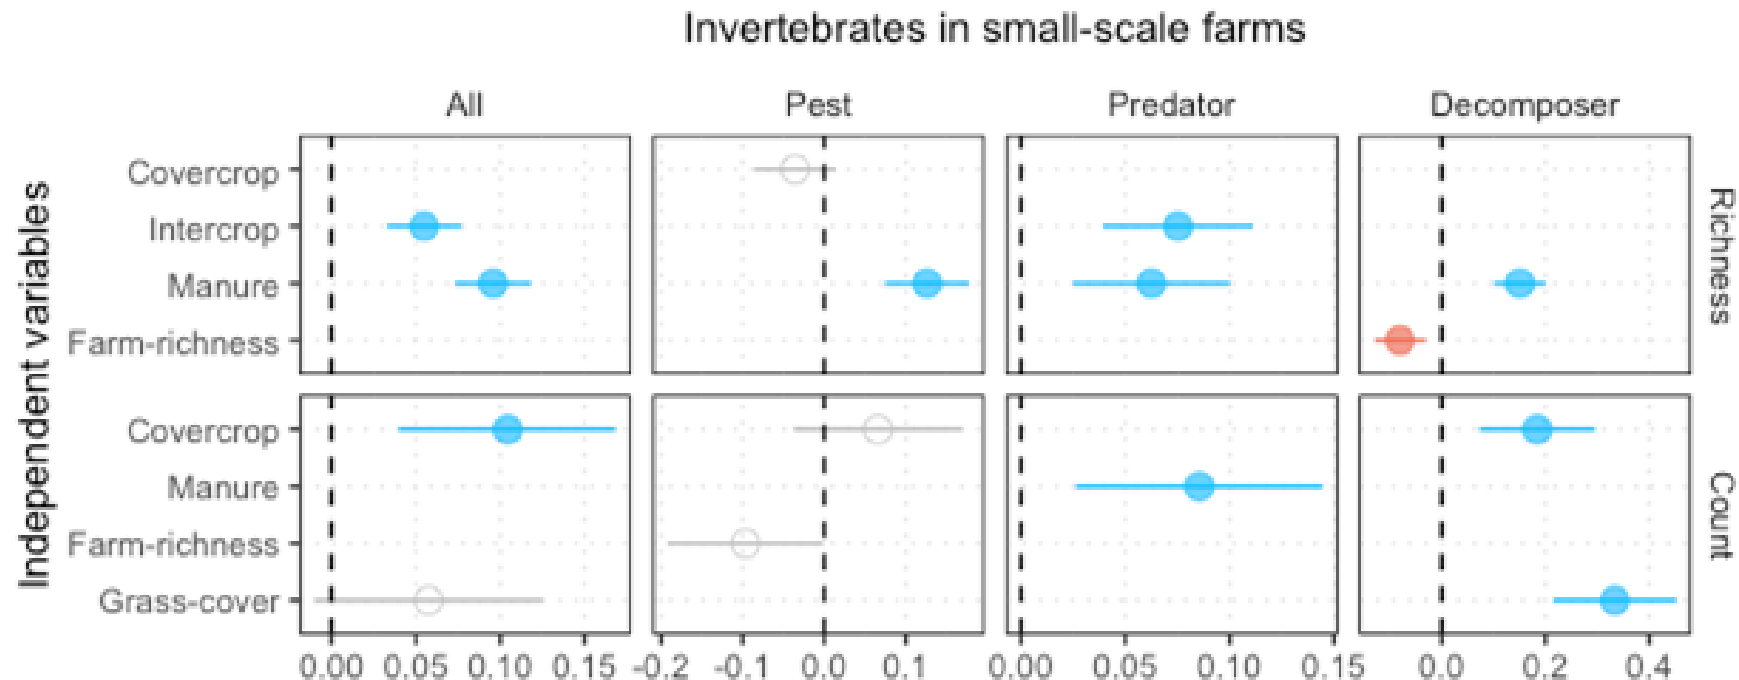 Invertebrates in small-scale farms
All Pest Predator Decomposer
Independent variables
Covercrop
Intercrop
Manure
Farm-richness
Richness
Covercrop
Manure
Farm-richness
Grass-cover
Count
0.00 0.05 0.10 0.15 -0.2 -0.1 0.0 0.1 0.00 0.05 0.10 0.15 0.0 0.2 0.4